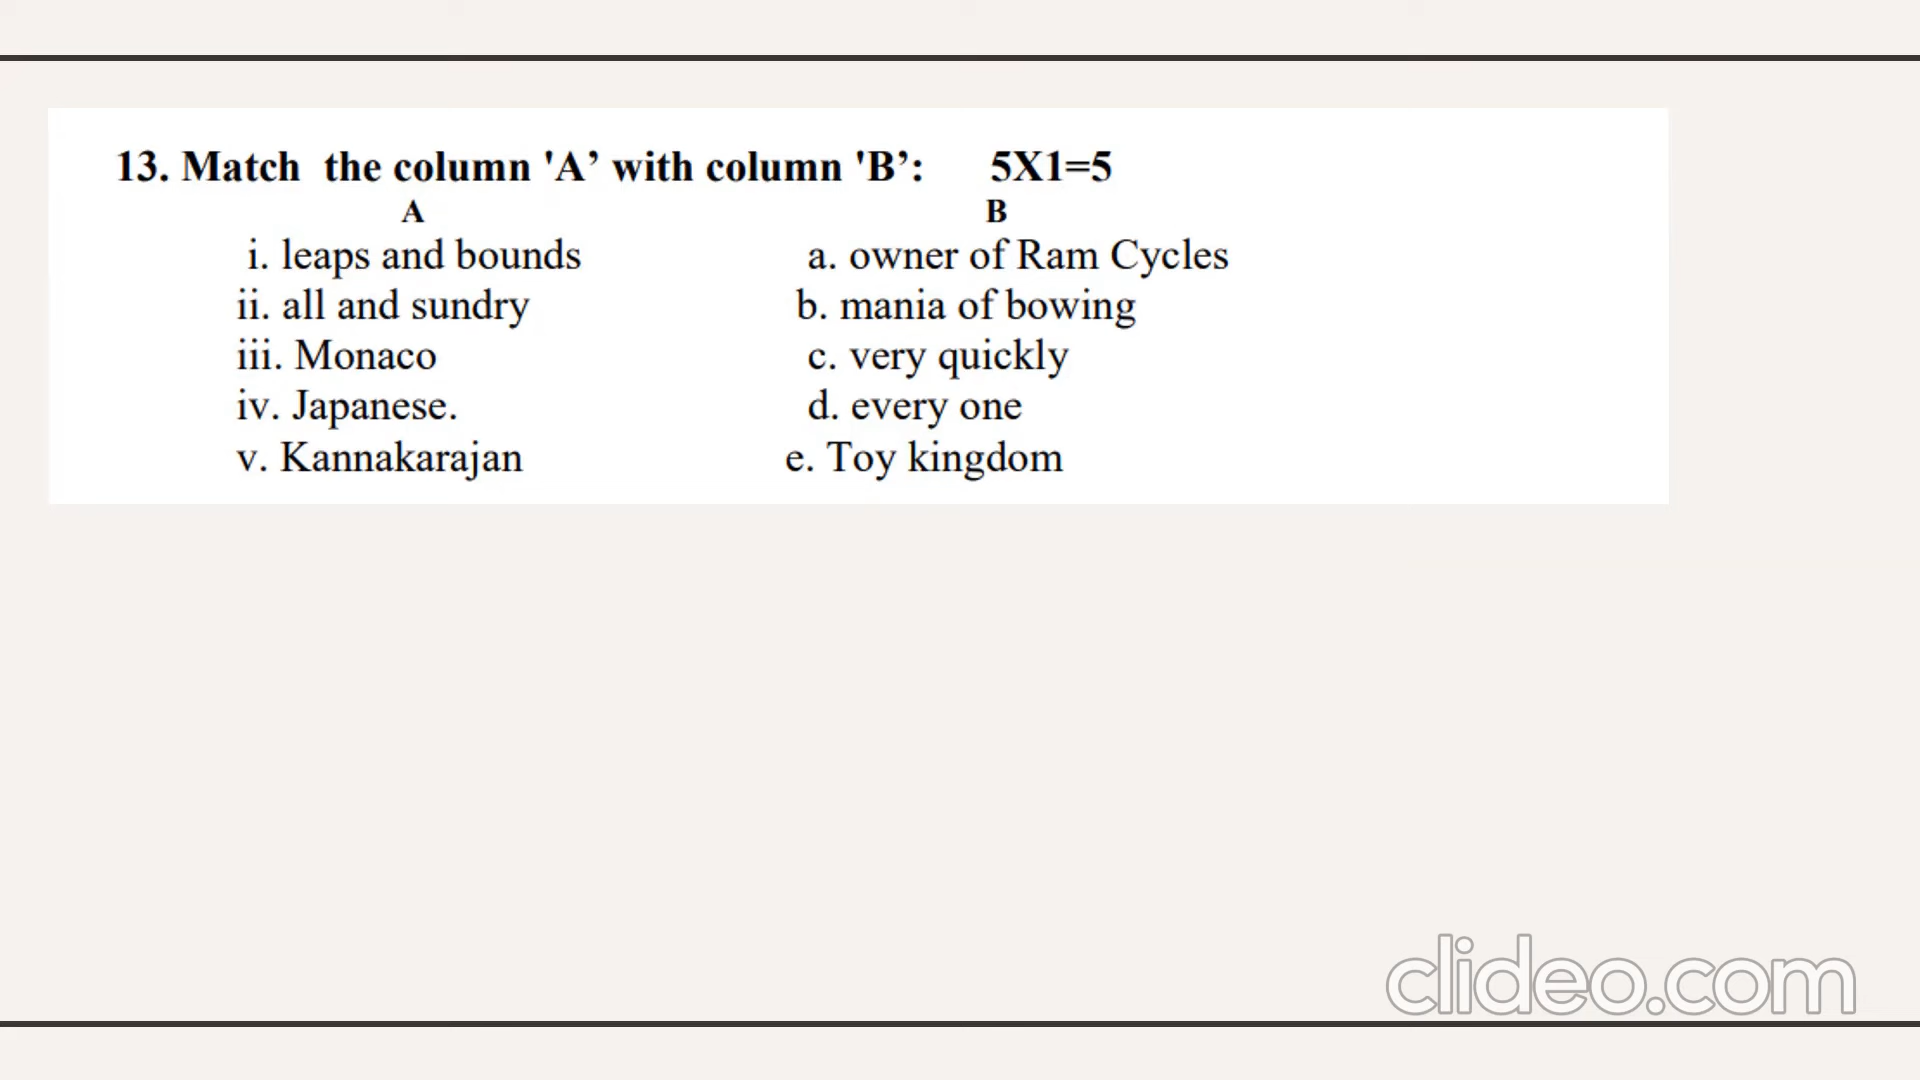 13. Match the column 'A’ with column 'B’: 5X1=5
A B
i. leaps and bounds a. owner of Ram Cycles
ii. all and sundry b. mania of bowing
iii. Monaco c. very quickly
iv. Japanese. d. every one
v. Kannakarajan e. Toy kingdom
clideo.com